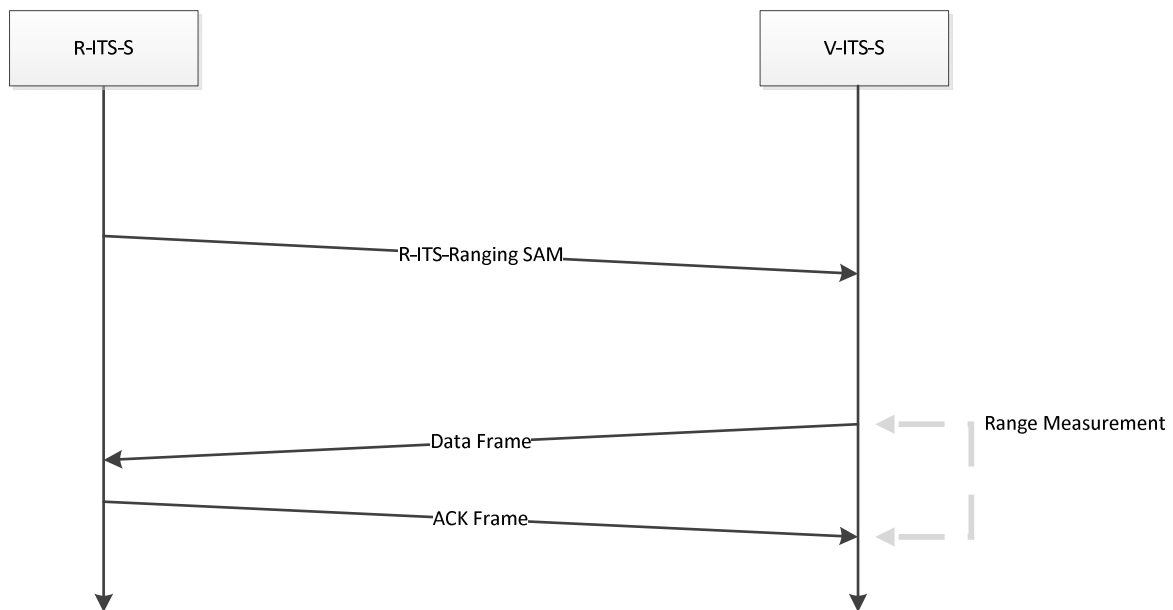 R-ITS-S
V-ITS-S
R-ITS-Ranging SAM
Range Measurement
Data Frame
ACK Frame